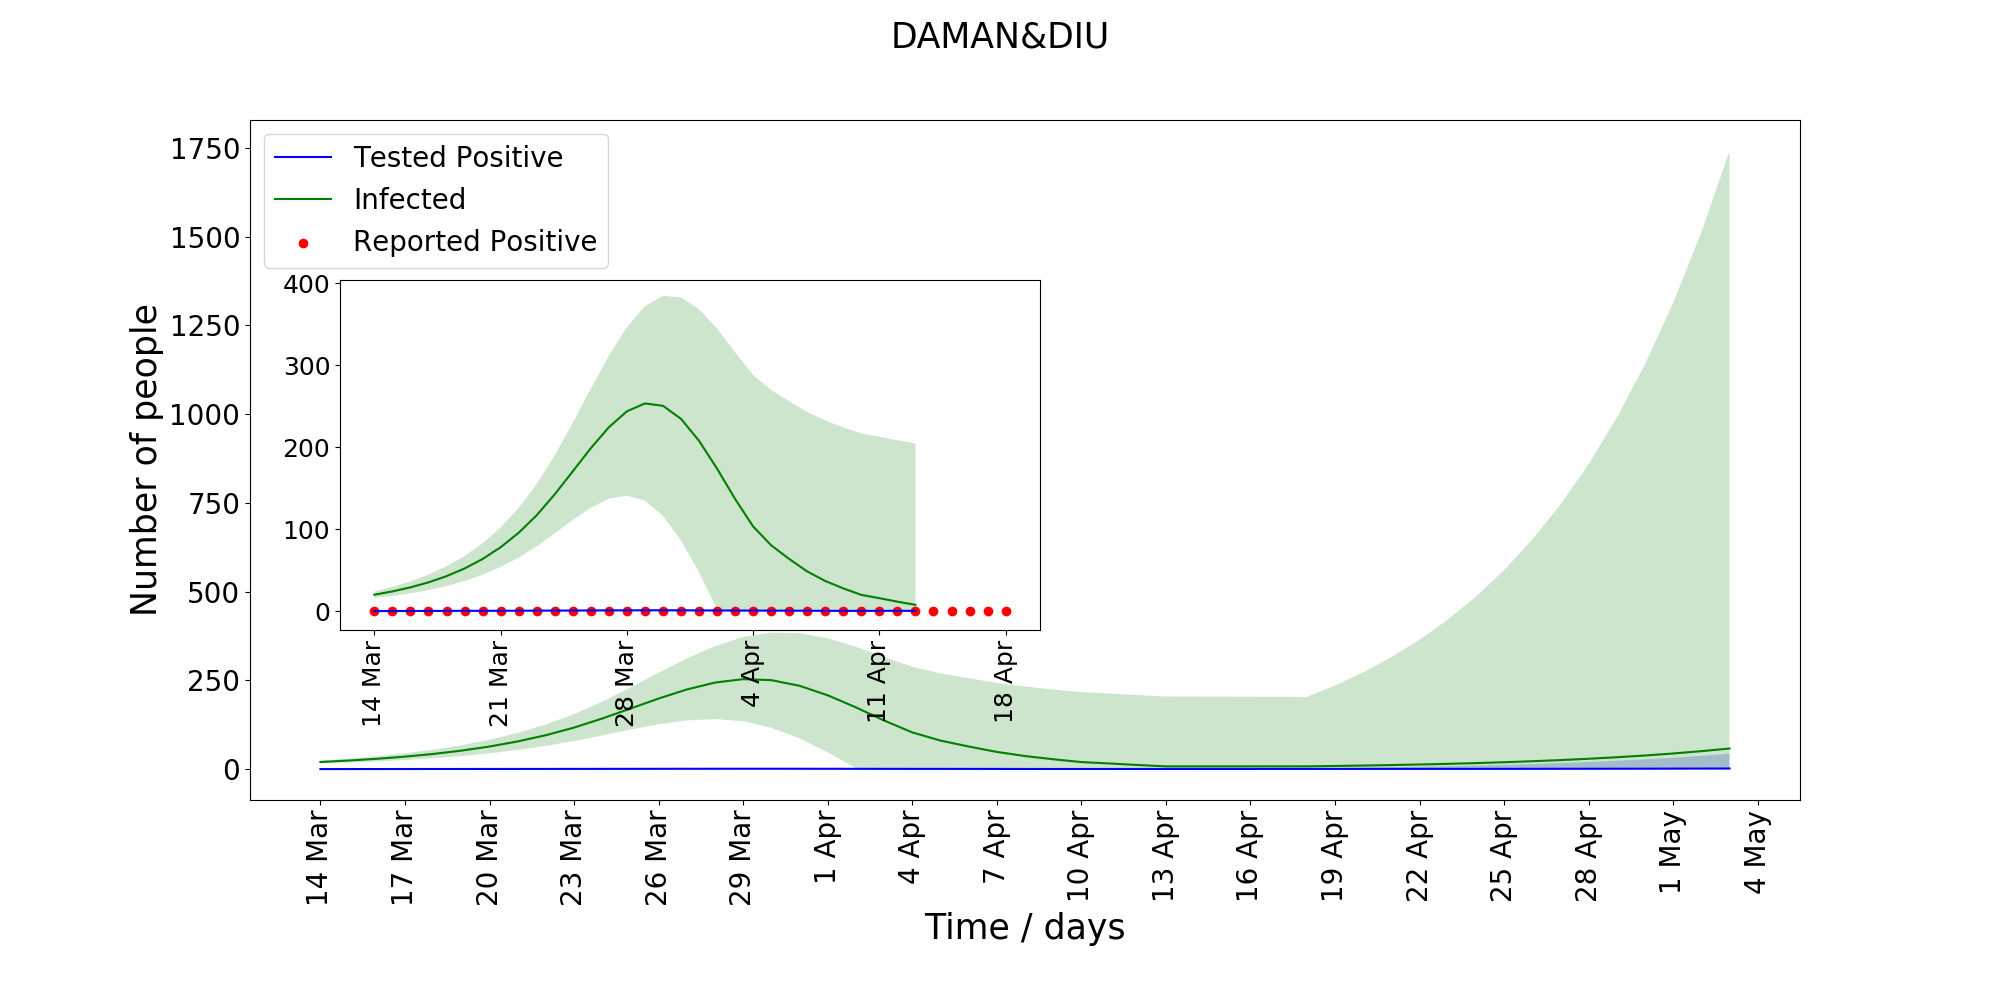 DAMAN&DIU
Tested Positive
Infected
Reported Positive
Number of people
1750
1500
1250
1000
750
500
250
0
400
300
200
100
0
14 Mar
21 Mar
28 Mar
4 Apr
11 Apr
18 Apr
14 Mar
17 Mar
20 Mar
23 Mar
26 Mar
29 Mar
1 Apr
4 Apr
7 Apr
10 Apr
13 Apr
16 Apr
19 Apr
22 Apr
25 Apr
28 Apr
1 May
4 May
Time / days